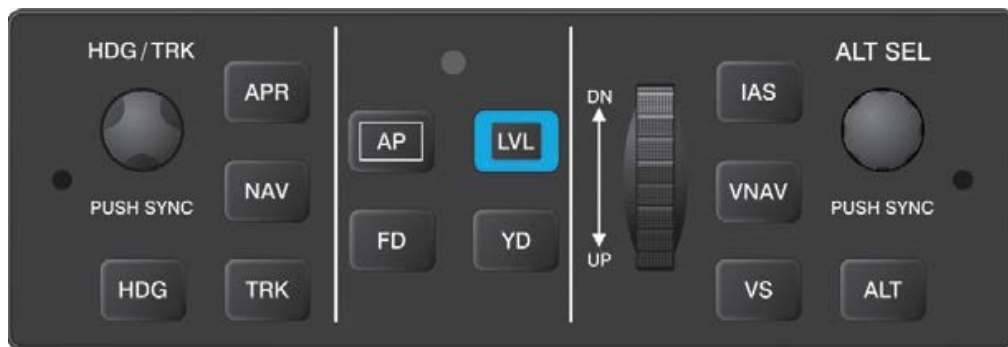 HDG / TRK
APR
NAV
PUSH SYNC
HDG
TRK
AP
LVL
FD
YD
DN
UP
IAS
VNAV
VS
ALT SEL
PUSH SYNC
ALT